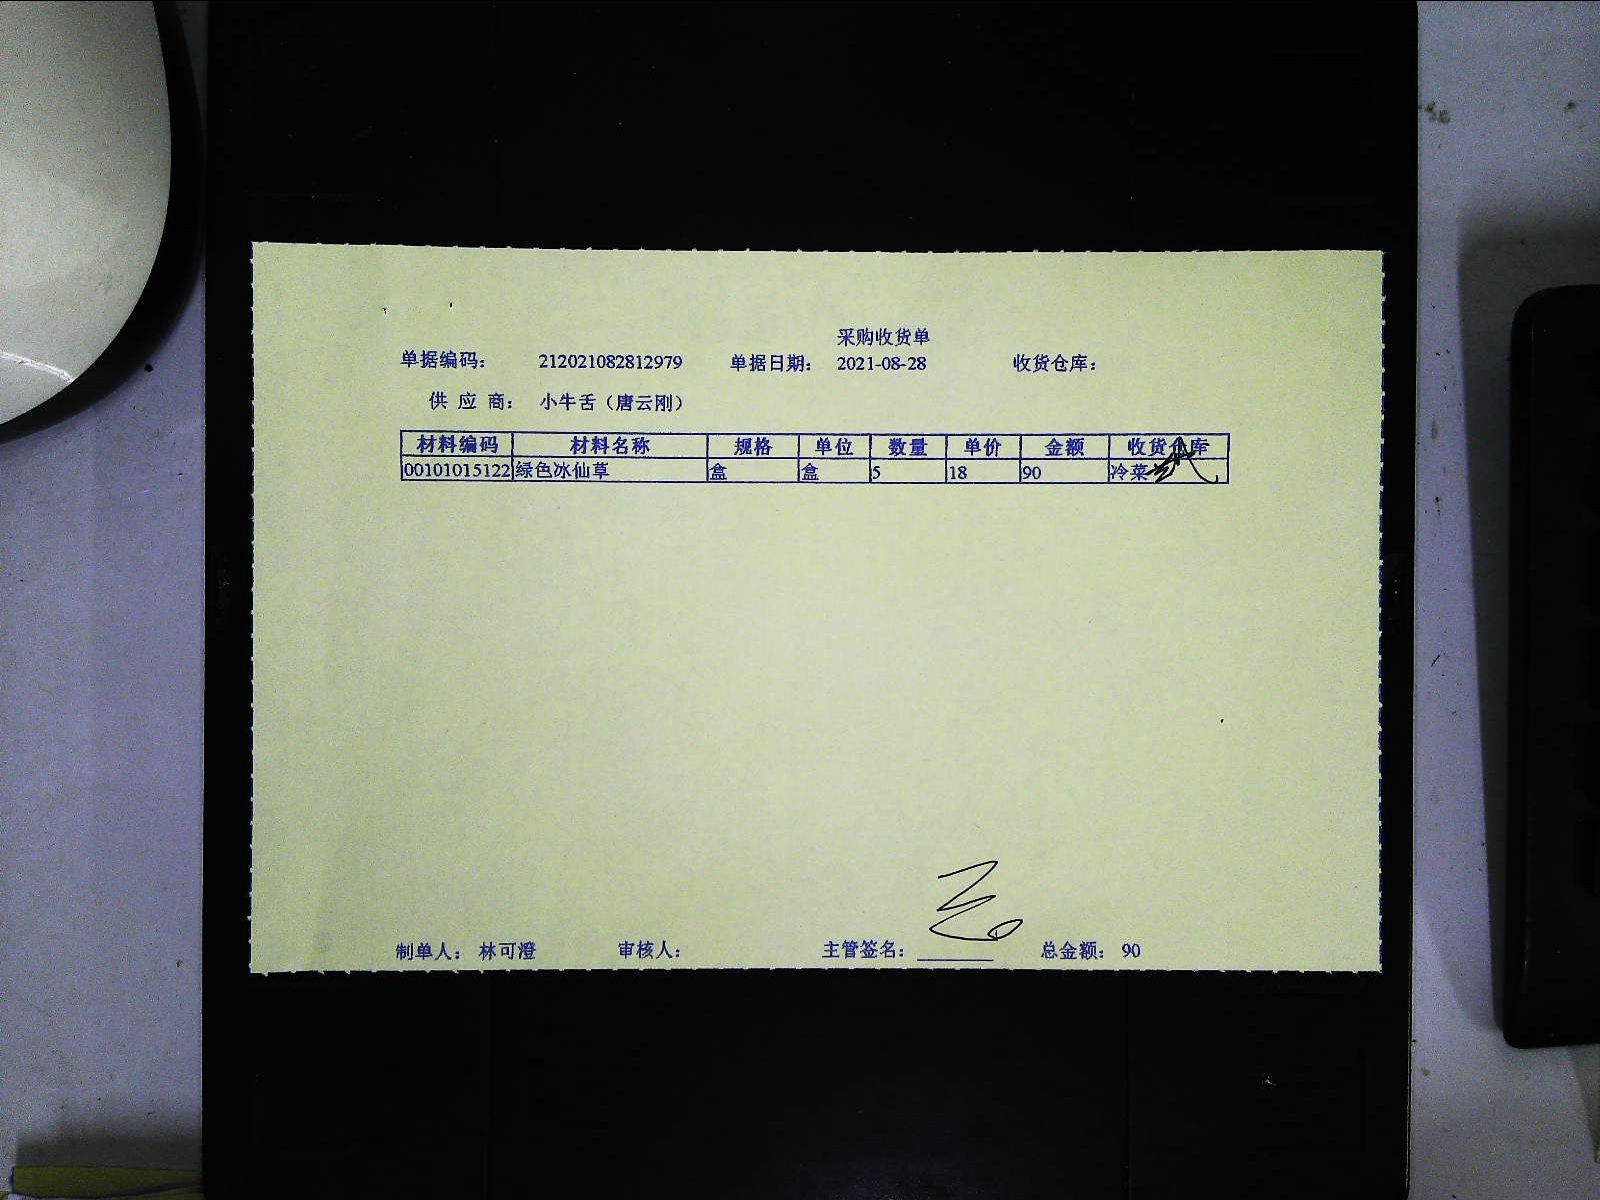 采购收货单
单据编码： 212021082812979 单据日期： 2021-08-28 收货仓库：
供 应 商： 小牛舌（唐云刚）
材料编码 材料名称 规格 单位 数量 单价 金额 收货仓库
00101015122 绿色冰仙草 盒 盒 5 18 90 冷菜
制单人： 林可澄 审核人： 主管签名： 总金额： 90